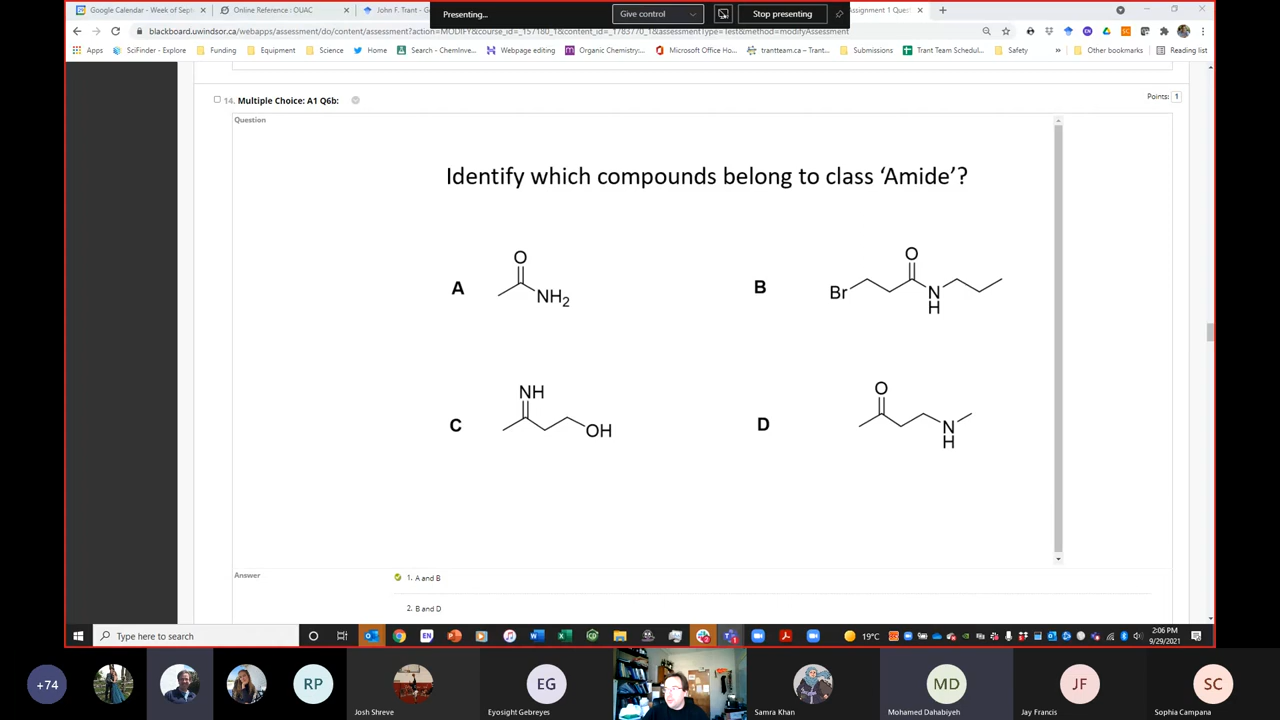 Google Calendar - Week of Sept
Online Reference : OUAC
John F. Trant - G
Presenting...
Give control
Stop presenting
Assignment 1 Ques
blackboard.uwindsor.ca/webapps/assessment/do/content/assessment?action=MODIFY&course_id=_157180_1&content_id=_1783770_1&assessmentType=Test&method=modifyAssessment
Apps
SciFinder - Explore
Funding
Equipment
Science
Home
Search - ChemInve...
Webpage editing
Organic Chemistry...
Microsoft Office Ho...
trantteam.ca – Trant...
Submissions
Trant Team Schedul...
Safety
»
Other bookmarks
Reading list
14. Multiple Choice: A1 Q6b:
Points: 1
Question
Identify which compounds belong to class ‘Amide’?
A
O
NH2
B
Br
O
N
H
C
NH
OH
D
O
N
H
Answer
1. A and B
2. B and D
Type here to search
EN
19°C
2:06 PM
9/29/2021
+74
RP
Josh Shreve
EG
Eyosight Gebreyes
Samra Khan
MD
Mohamed Dahabiyeh
JF
Jay Francis
SC
Sophia Campana